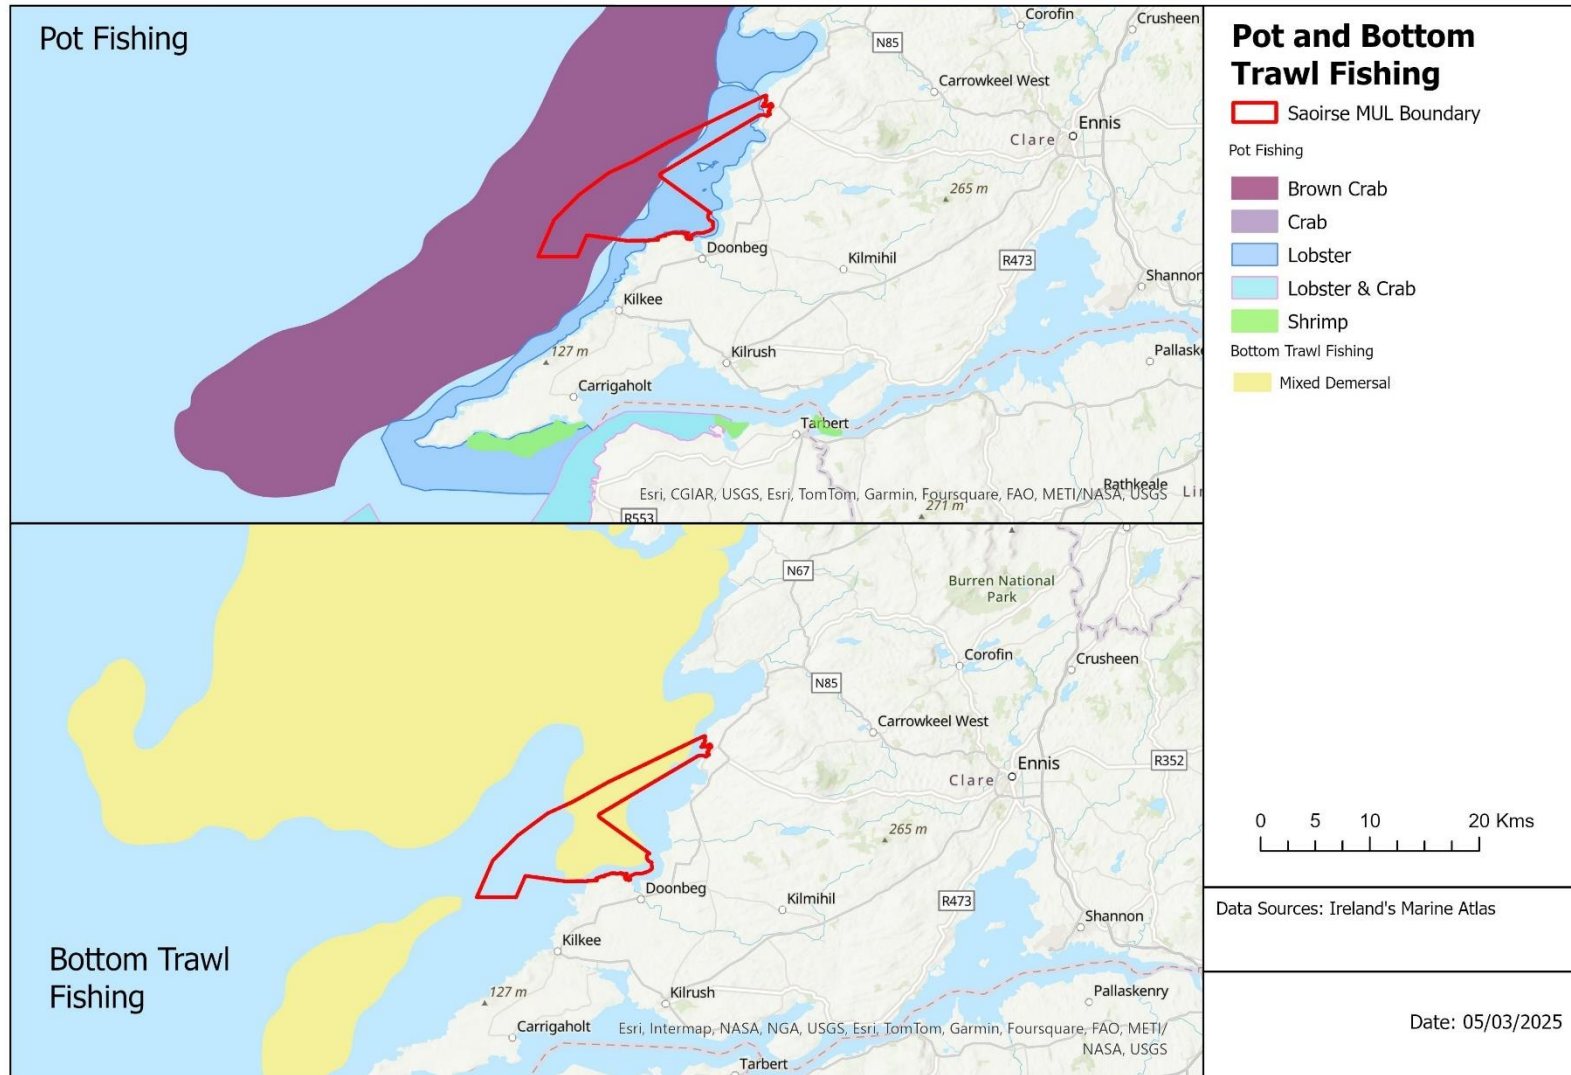 Pot Fishing
Corofin
Crusheen
N85
Carrowkeel West
Ennis
Clare
265 m
Doonbeg
Kilmihil
R473
Shannon
Kilkee
127 m
Kilrush
Carrigaholt
Tarbert
Rathkeale
Esri, CGIAR, USGS, Esri, TomTom, Garmin, Foursquare, FAO, METI/NASA, USGS
R553
271 m
N67
Burren National
Park
Corofin
Crusheen
N85
Carrowkeel West
Ennis
R352
Clare
265 m
Doonbeg
Kilmihil
R473
Shannon
Kilkee
Bottom Trawl
Fishing
127 m
Kilrush
Pallaskenry
Carrigaholt
Esri, Intermap, NASA, NGA, USGS, Esri, TomTom, Garmin, Foursquare, FAO, METI/
NASA, USGS
Tarbert
Pot and Bottom
Trawl Fishing
Saoirse MUL Boundary
Pot Fishing
Brown Crab
Crab
Lobster
Lobster & Crab
Shrimp
Bottom Trawl Fishing
Mixed Demersal
0 5 10 20 Kms
Data Sources: Ireland's Marine Atlas
Date: 05/03/2025